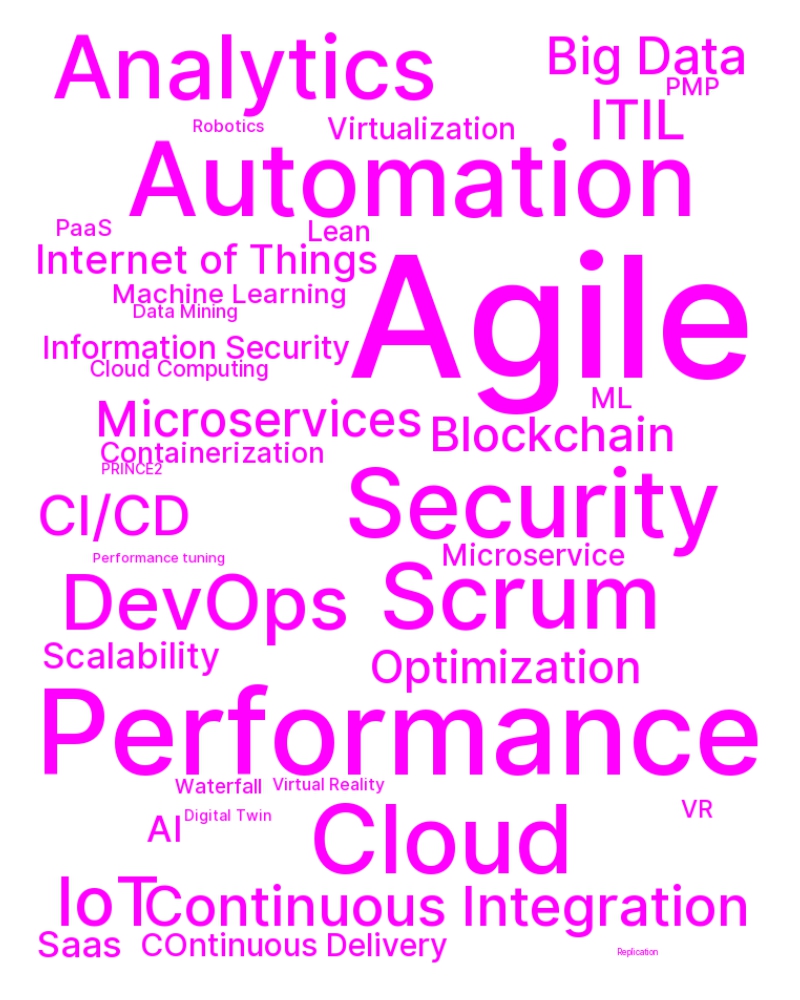 Analytics
Big Data
PMP
ITIL
Robotics
Virtualization
Automation
PaaS
Lean
Internet of Things
Agile
Machine Learning
Data Mining
Information Security
Cloud Computing
ML
Microservices
Blockchain
Containerization
PRINCE2
Security
CI/CD
Microservice
Performance tuning
DevOps
Scrum
Scalability
Optimization
Performance
Waterfall
Virtual Reality
VR
Digital Twin
AI
Cloud
IoT
Continuous Integration
Saas
COntinuous Delivery
Replication